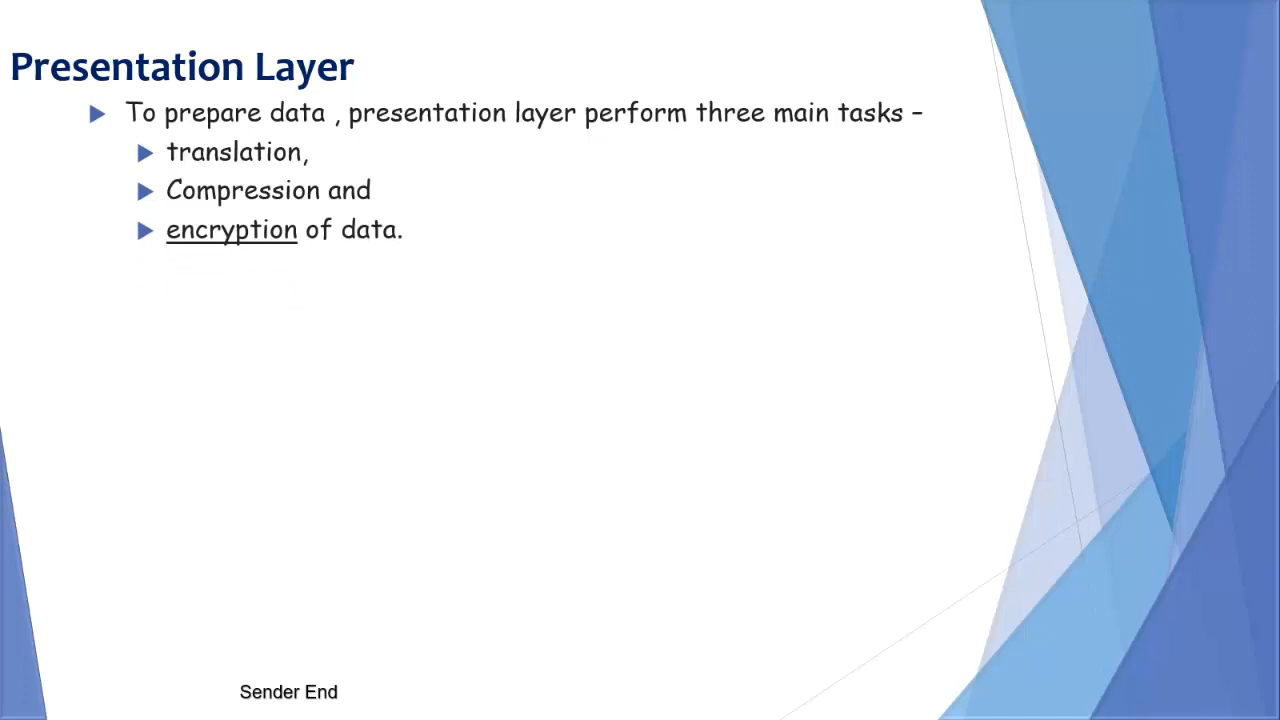 Presentation Layer
To prepare data , presentation layer perform three main tasks –
translation,
Compression and
encryption of data.
Sender End